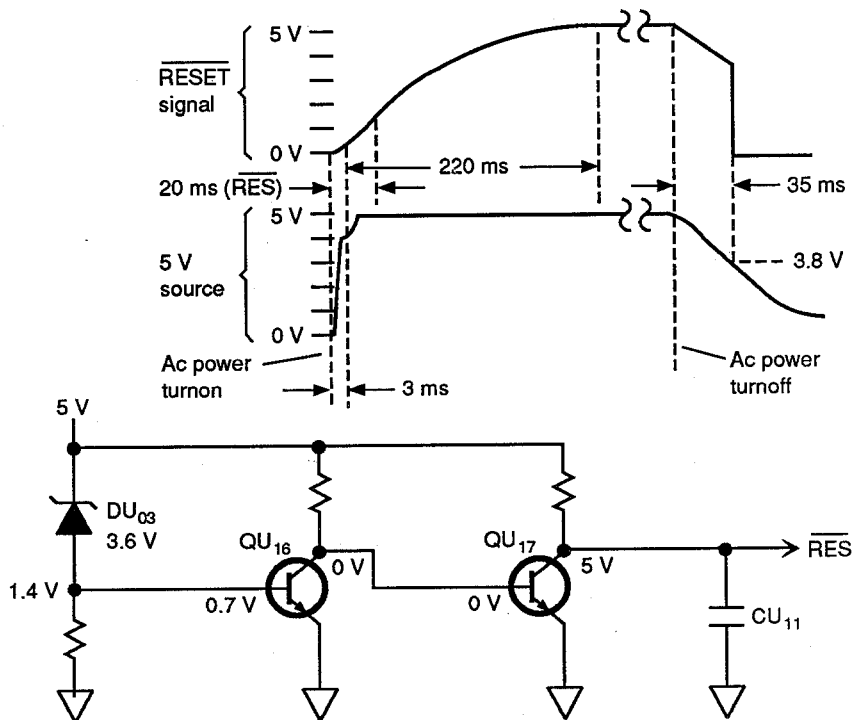 5 V
RESET
signal
0 V
220 ms
20 ms (RES)
35 ms
5 V
5 V
source
3.8 V
0 V
Ac power
turnon
3 ms
Ac power
turnoff
5 V
DU03
3.6 V
QU16
0 V
QU17
5 V
RES
1.4 V
0.7 V
0 V
CU11